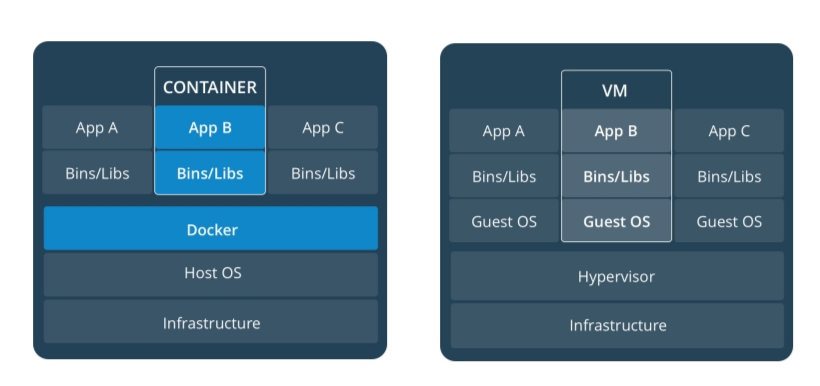 CONTAINER
App A App B App C
Bins/Libs Bins/Libs Bins/Libs
Docker
Host OS
Infrastructure
VM
App A App B App C
Bins/Libs Bins/Libs Bins/Libs
Guest OS Guest OS Guest OS
Hypervisor
Infrastructure